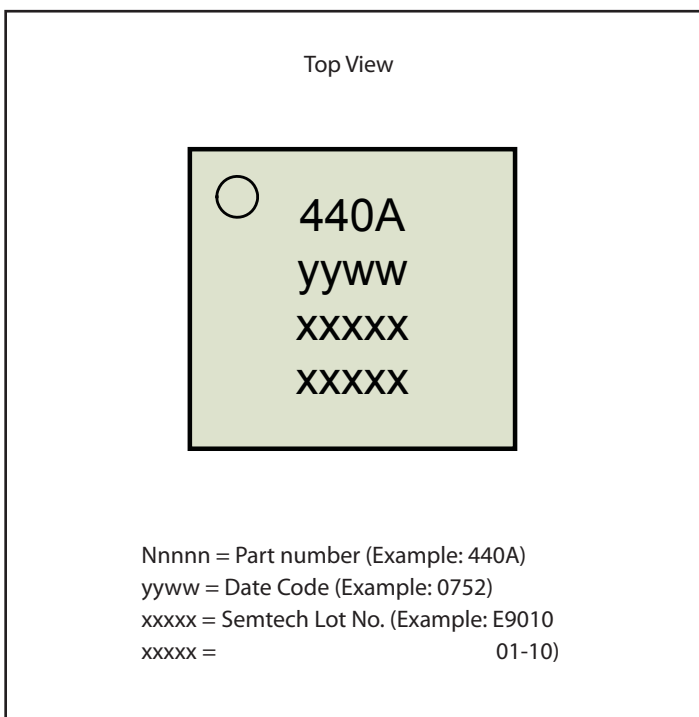 Top View
440A
yyww
xxxxx
xxxxx
Nnnnn = Part number (Example: 440A)
yyww = Date Code (Example: 0752)
xxxxx = Semtech Lot No. (Example: E9010
xxxxx = 01-10)